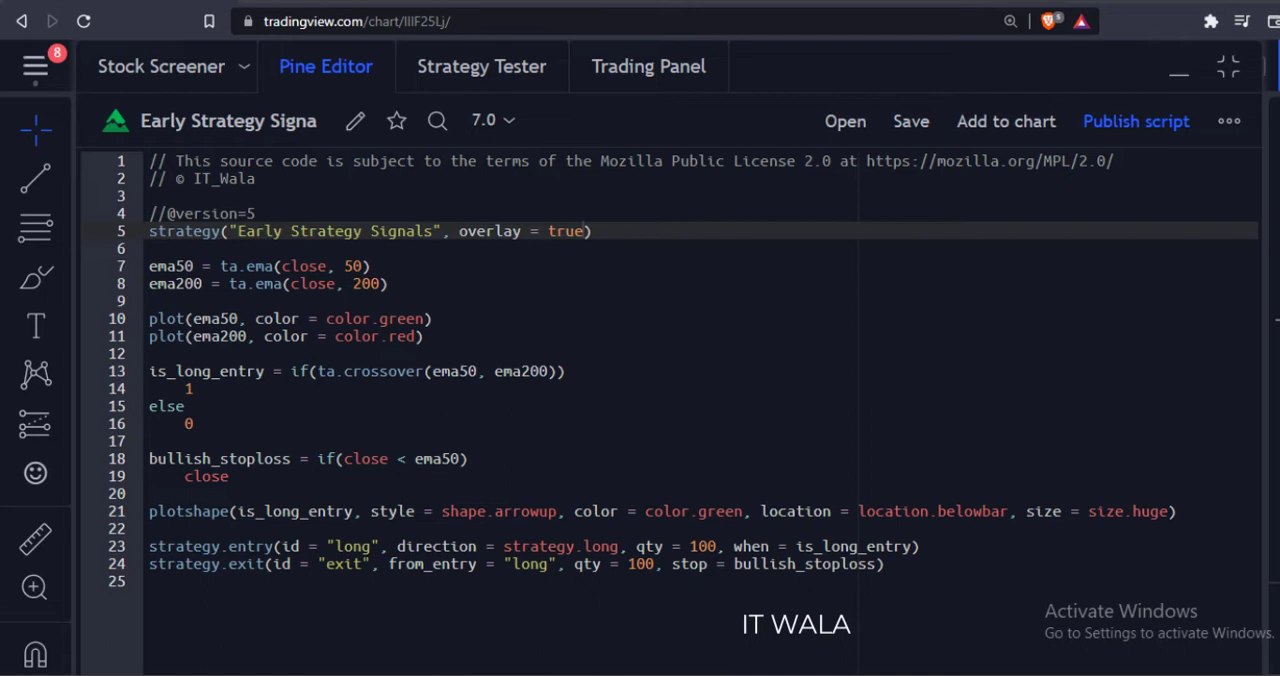 tradingview.com/chart/IIIF25Lj/
5
8
Stock Screener Pine Editor Strategy Tester Trading Panel
Early Strategy Signa 7.0 Open Save Add to chart Publish script
1 // This source code is subject to the terms of the Mozilla Public License 2.0 at https://mozilla.org/MPL/2.0/
2 // © IT_Wala
3
4 //@version=5
5 strategy("Early Strategy Signals", overlay = true)
6
7 ema50 = ta.ema(close, 50)
8 ema200 = ta.ema(close, 200)
9
10 plot(ema50, color = color.green)
11 plot(ema200, color = color.red)
12
13 is_long_entry = if(ta.crossover(ema50, ema200))
14 1
15 else
16 0
17
18 bullish_stoploss = if(close < ema50)
19 close
20
21 plotshape(is_long_entry, style = shape.arrowup, color = color.green, location = location.belowbar, size = size.huge)
22
23 strategy.entry(id = "long", direction = strategy.long, qty = 100, when = is_long_entry)
24 strategy.exit(id = "exit", from_entry = "long", qty = 100, stop = bullish_stoploss)
25
IT WALA
Activate Windows
Go to Settings to activate Windows.